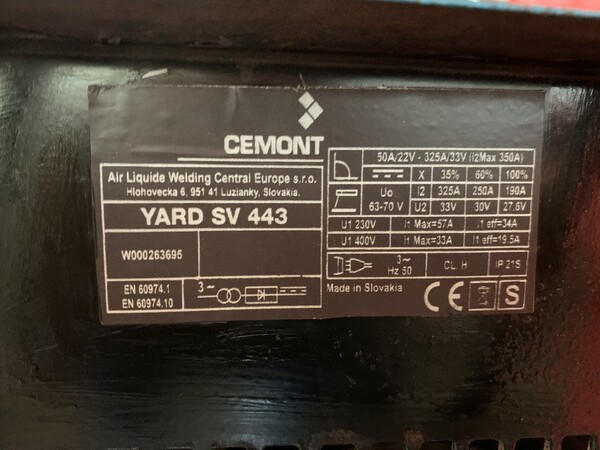 CEMONT
Air Liquide Welding Central Europe s.r.o.
Hlohovecka 6, 951 41 Luzianky, Slovakia.
YARD SV 443
W000263695
EN 60974.1
EN 60974.10
3~
50A/22V - 325A/33V (I2Max 350A)
X 35% 60% 100%
Uo I2 325A 250A 190A
63-70 V U2 33V 30V 27.6V
U1 230V I1 Max=57A I1 eff=34A
U1 400V I1 Max=33A I1 eff=19.5A
3~
Hz 50 CL. H IP 21S
Made in Slovakia CE S